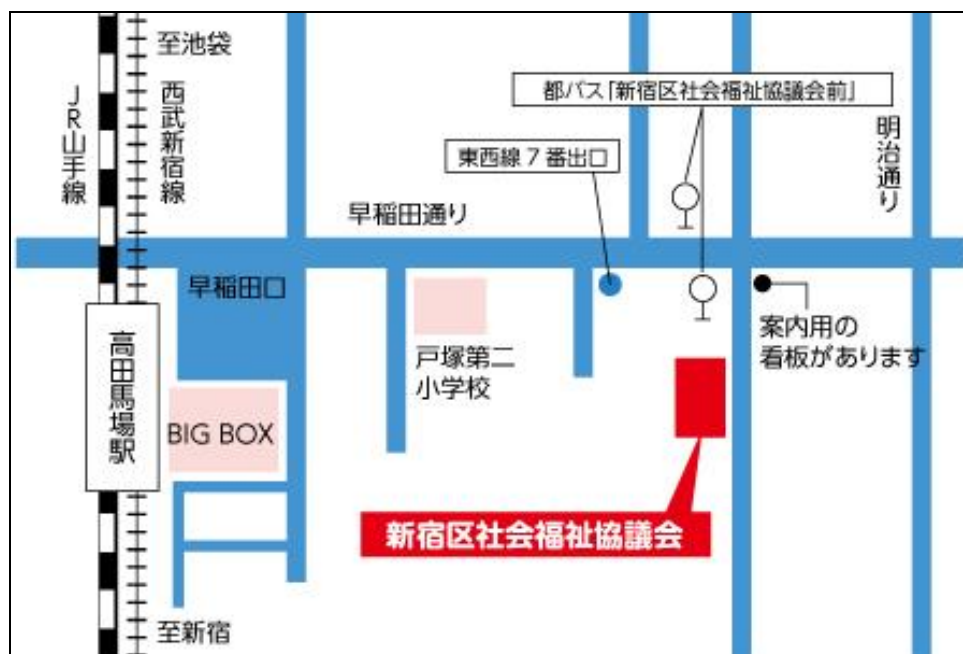 至池袋
JR山手線
西武新宿線
都バス「新宿区社会福祉協議会前」
東西線7番出口
明治通り
早稲田通り
早稲田口
戸塚第二
小学校
案内用の
看板があります
高田馬場駅
BIG BOX
新宿区社会福祉協議会
至新宿